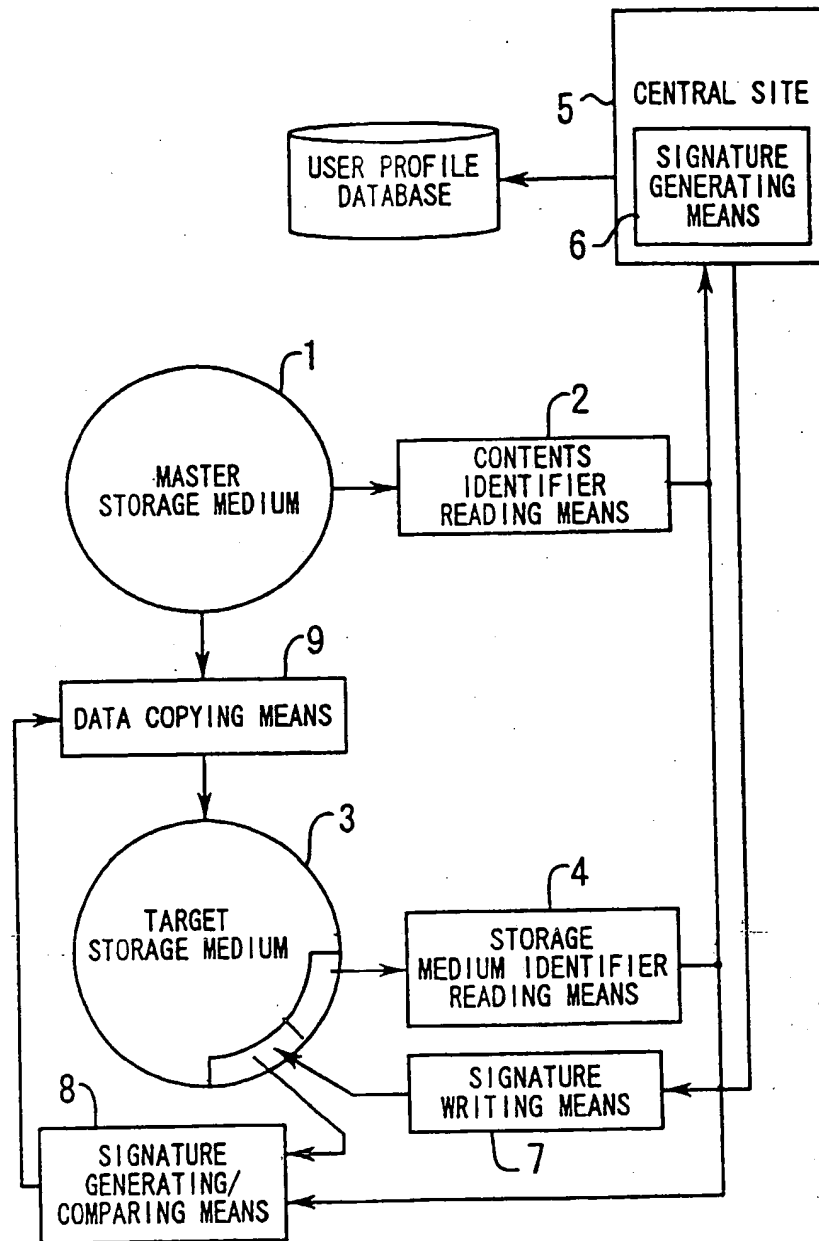 5
CENTRAL SITE
USER PROFILE
DATABASE
SIGNATURE
GENERATING
MEANS
6
1
2
MASTER
STORAGE MEDIUM
CONTENTS
IDENTIFIER
READING MEANS
9
DATA COPYING MEANS
3
4
TARGET
STORAGE MEDIUM
STORAGE
MEDIUM IDENTIFIER
READING MEANS
SIGNATURE
WRITING MEANS
7
8
SIGNATURE
GENERATING/
COMPARING MEANS